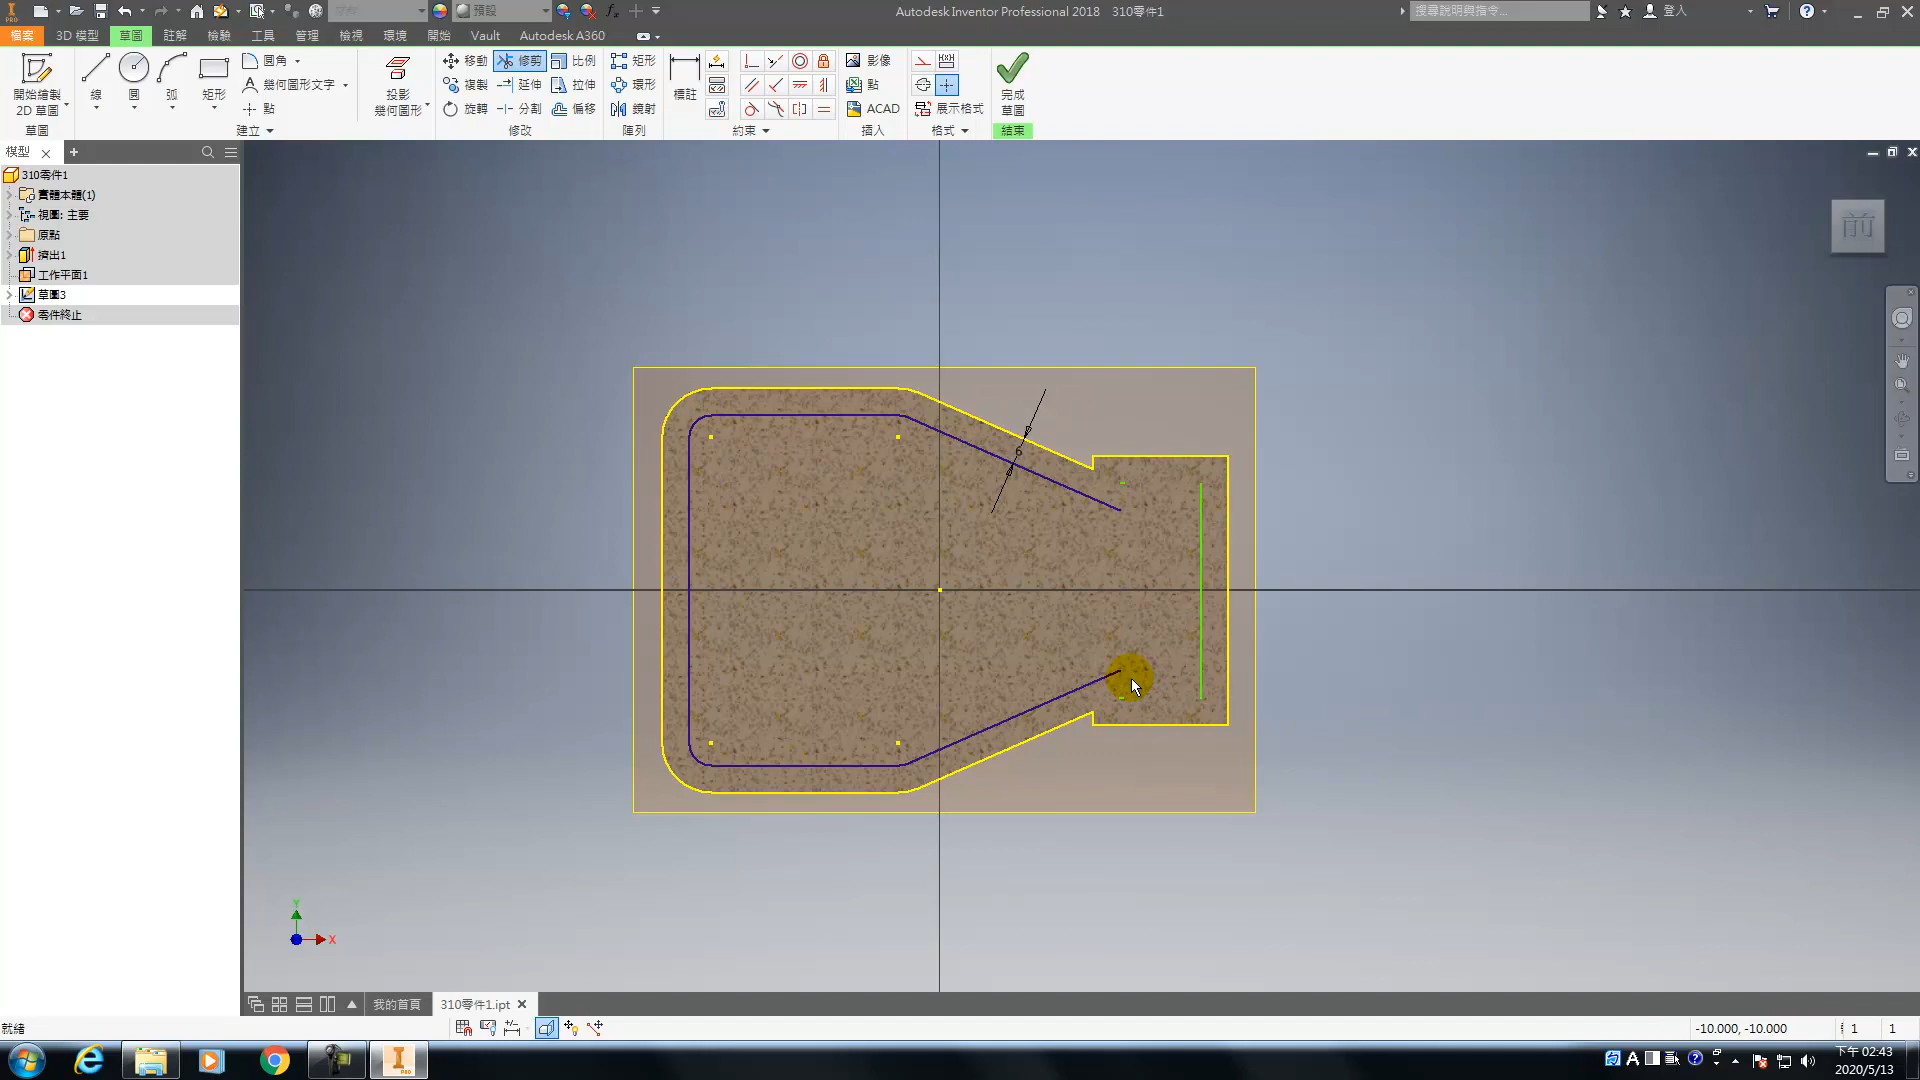 Autodesk Inventor Professional 2018 310零件1
搜尋說明與指令...
登入
預設
檔案 3D 模型 草圖 註解 檢驗 工具 管理 檢視 環境 開始 Vault Autodesk A360
開始繪製
2D 草圖
線
圓
弧
矩形
圓角
幾何圖形文字
點
投影
幾何圖形
移動
修剪
比例
複製
延伸
拉伸
旋轉
分割
偏移
矩形
環形
鏡射
標註
影像
點
ACAD
展示格式
完成
草圖
草圖 建立 修改 陣列 約束 插入 格式 結束
模型
310零件1
實體本體(1)
視圖: 主要
原點
擠出1
工作平面1
草圖3
零件終止
前
6
Y
X
我的首頁 310零件1.ipt
就緒
-10.000, -10.000 1 1
下午 02:43
2020/5/13